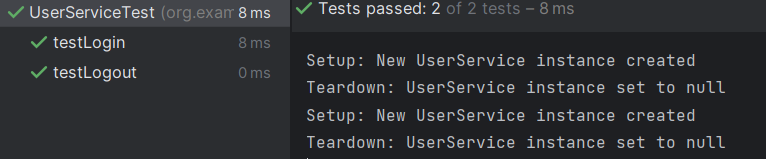 UserServiceTest (org.exam 8 ms
testLogin 8 ms
testLogout 0 ms
Tests passed: 2 of 2 tests – 8 ms
Setup: New UserService instance created
Teardown: UserService instance set to null
Setup: New UserService instance created
Teardown: UserService instance set to null